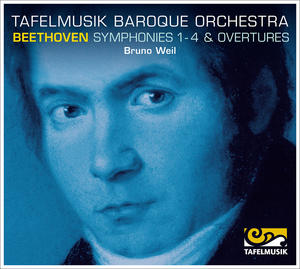 TAFELMUSIK BAROQUE ORCHESTRA
BEETHOVEN SYMPHONIES 1-4 & OVERTURES
Bruno Weil
TAFELMUSIK